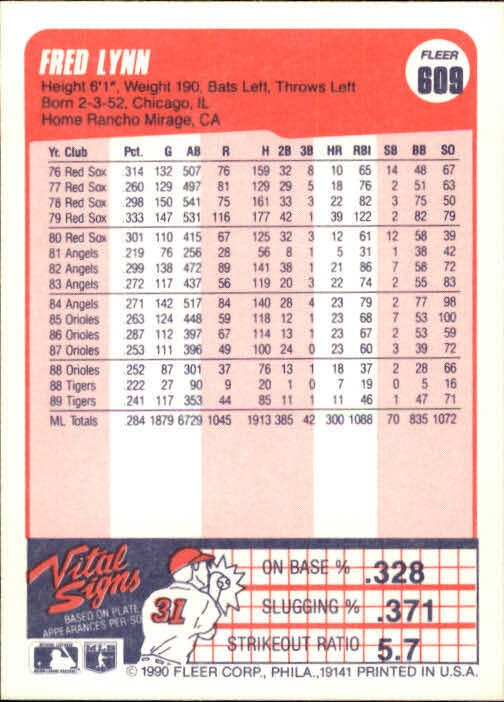 FRED LYNN
FLEER
609
Height 6'1", Weight 190, Bats Left, Throws Left
Born 2-3-52, Chicago, IL
Home Rancho Mirage, CA
Yr. Club Pct. G AB R H 2B 3B HR RBI SB BB SO
76 Red Sox .314 132 507 76 159 32 8 10 65 14 48 67
77 Red Sox .260 129 497 81 129 29 5 18 76 2 51 63
78 Red Sox .298 150 541 75 161 33 3 22 82 3 75 50
79 Red Sox .333 147 531 116 177 42 1 39 122 2 82 79
80 Red Sox .301 110 415 67 125 32 3 12 61 12 58 39
81 Angels .219 76 256 28 56 8 1 5 31 1 38 42
82 Angels .299 138 472 89 141 38 1 21 86 7 58 72
83 Angels .272 117 437 56 119 20 3 22 74 2 55 83
84 Angels .271 142 517 84 140 28 4 23 79 2 77 98
85 Orioles .263 124 448 59 118 12 1 23 68 7 53 100
86 Orioles .287 112 397 67 114 13 1 23 67 2 53 59
87 Orioles .253 111 396 49 100 24 0 23 60 3 39 72
88 Orioles .252 87 301 37 76 13 1 18 37 2 28 66
88 Tigers .222 27 90 9 20 1 0 7 19 0 5 16
89 Tigers .241 117 353 44 85 11 1 11 46 1 47 71
ML Totals .284 1879 6729 1045 1913 385 42 300 1088 70 835 1072
Vital Signs
BASED ON PLATE
APPEARANCES PER SO
31
ON BASE % .328
SLUGGING % .371
STRIKEOUT RATIO 5.7
© 1990 FLEER CORP., PHILA.,19141 PRINTED IN U.S.A.